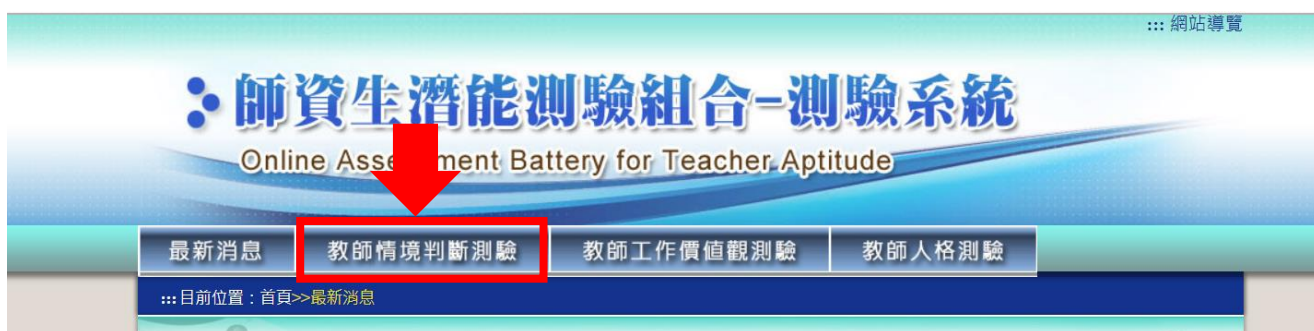 ::: 網站導覽
師資生潛能測驗組合-測驗系統
Online Assessment Battery for Teacher Aptitude
最新消息 教師情境判斷測驗 教師工作價值觀測驗 教師人格測驗
:::目前位置：首頁>>最新消息